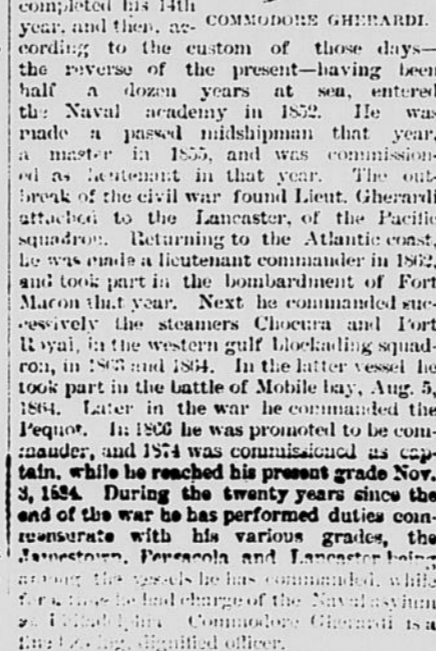 completed his 14th
year, and then, ac- COMMODORE GHERARDI.
cording to the custom of those days—
the reverse of the present—having been
half a dozen years at sea, entered
the Naval academy in 1852. He was
made a passed midshipman that year,
a master in 1855, and was commission-
ed as lieutenant in that year. The out-
break of the civil war found Lieut. Gherardi
attached to the Lancaster, of the Pacific
squadron. Returning to the Atlantic coast,
he was made a lieutenant commander in 1862,
and took part in the bombardment of Fort
Macon that year. Next he commanded suc-
cessively the steamers Chocura and Port
Royal, in the western gulf blockading squad-
ron, in 1863 and 1864. In the latter vessel he
took part in the battle of Mobile bay, Aug. 5,
1864. Later in the war he commanded the
Pequot. In 1866 he was promoted to be com-
mander, and 1874 was commissioned as cap-
tain, while he reached his present grade Nov.
3, 1884. During the twenty years since the
end of the war he has performed duties com-
mensurate with his various grades, the
Jamestown, Pensacola and Lancaster being
among the vessels he has commanded, while
for a time he had charge of the Naval asylum
at Philadelphia. Commodore Gherardi is a
fine looking, dignified officer.